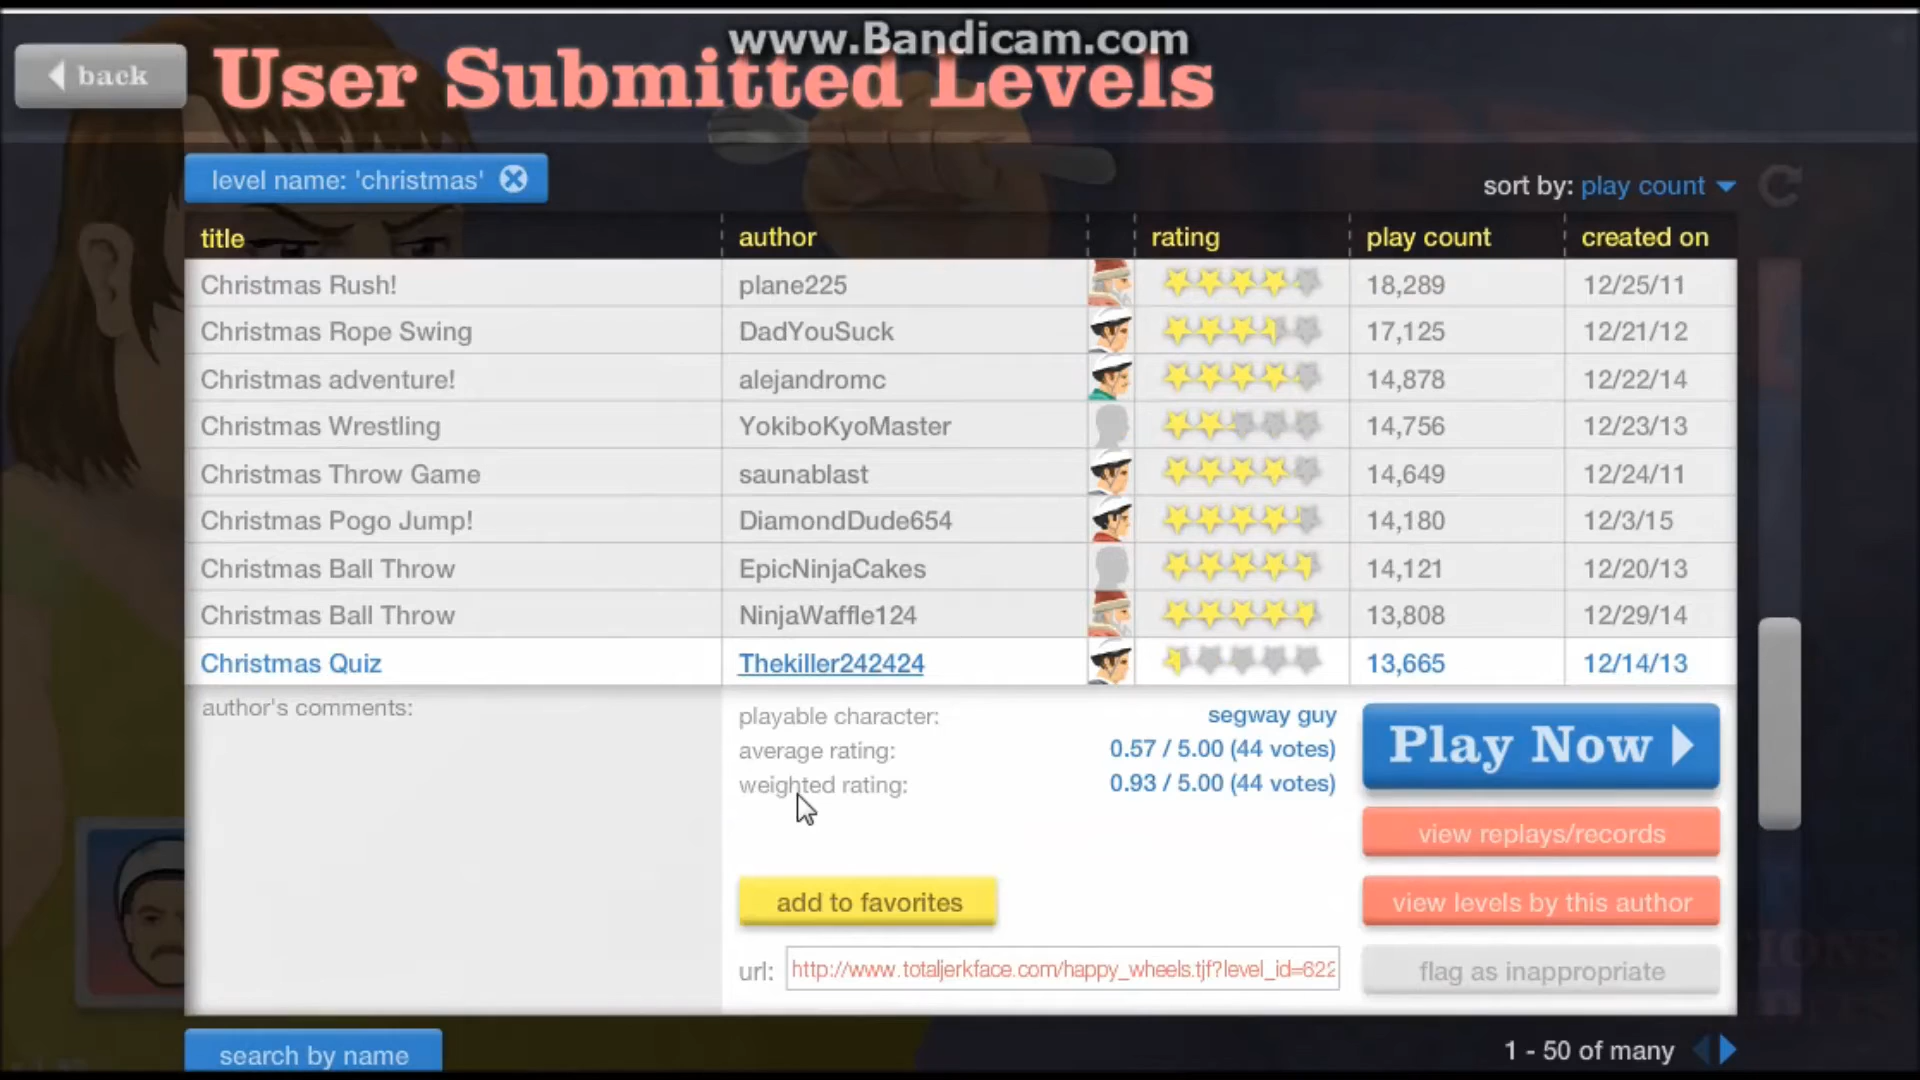 www.Bandicam.com
back
User Submitted Levels
level name: 'christmas'
sort by: play count
title author rating play count created on
Christmas Rush! plane225 18,289 12/25/11
Christmas Rope Swing DadYouSuck 17,125 12/21/12
Christmas adventure! alejandromc 14,878 12/22/14
Christmas Wrestling YokiboKyoMaster 14,756 12/23/13
Christmas Throw Game saunablast 14,649 12/24/11
Christmas Pogo Jump! DiamondDude654 14,180 12/3/15
Christmas Ball Throw EpicNinjaCakes 14,121 12/20/13
Christmas Ball Throw NinjaWaffle124 13,808 12/29/14
Christmas Quiz Thekiller242424 13,665 12/14/13
author's comments:
playable character: segway guy
average rating: 0.57 / 5.00 (44 votes)
weighted rating: 0.93 / 5.00 (44 votes)
Play Now
view replays/records
add to favorites
view levels by this author
url: http://www.totaljerkface.com/happy_wheels.tjf?level_id=622
flag as inappropriate
search by name
1 - 50 of many